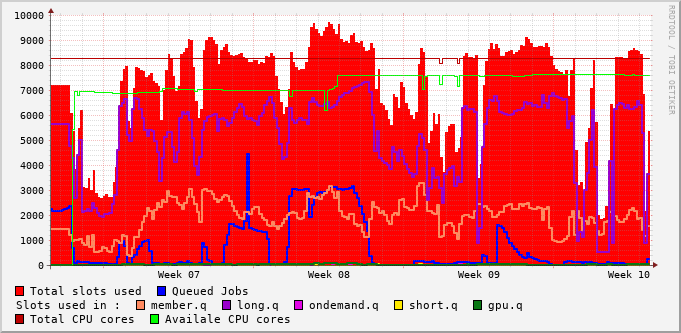 RRDTOOL / TOBI OETIKER
10000
9000
8000
7000
6000
5000
4000
3000
2000
1000
0
Week 07 Week 08 Week 09 Week 10
Total slots used Queued Jobs
Slots used in : member.q long.q ondemand.q short.q gpu.q
Total CPU cores Availale CPU cores